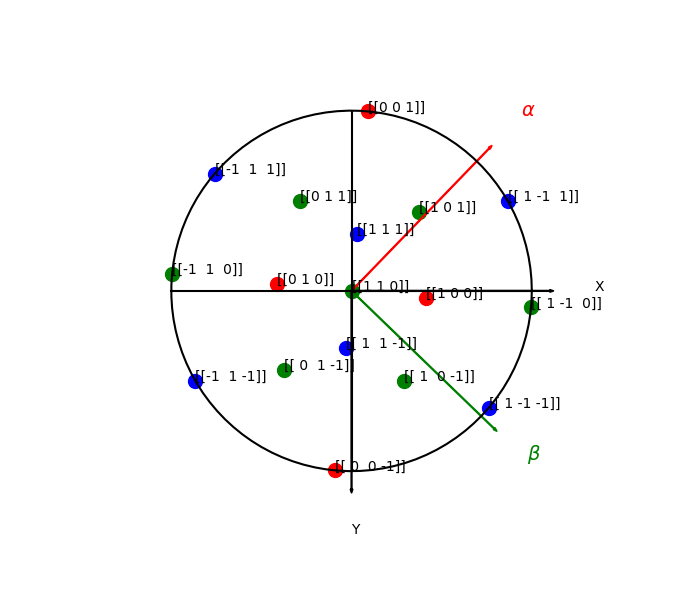 [[0 0 1]]
α
[[-1  1  1]]
[[0 1 1]]
[[ 1 -1  1]]
[[1 0 1]]
[[1 1 1]]
[[-1  1  0]]
[[0 1 0]]
[[1 1 0]]
X
[[1 0 0]]
[[ 1 -1  0]]
[[ 1  1 -1]]
[[ 0  1 -1]]
[[-1  1 -1]]
[[ 1  0 -1]]
[[ 1 -1 -1]]
β
[[ 0  0 -1]]
Y